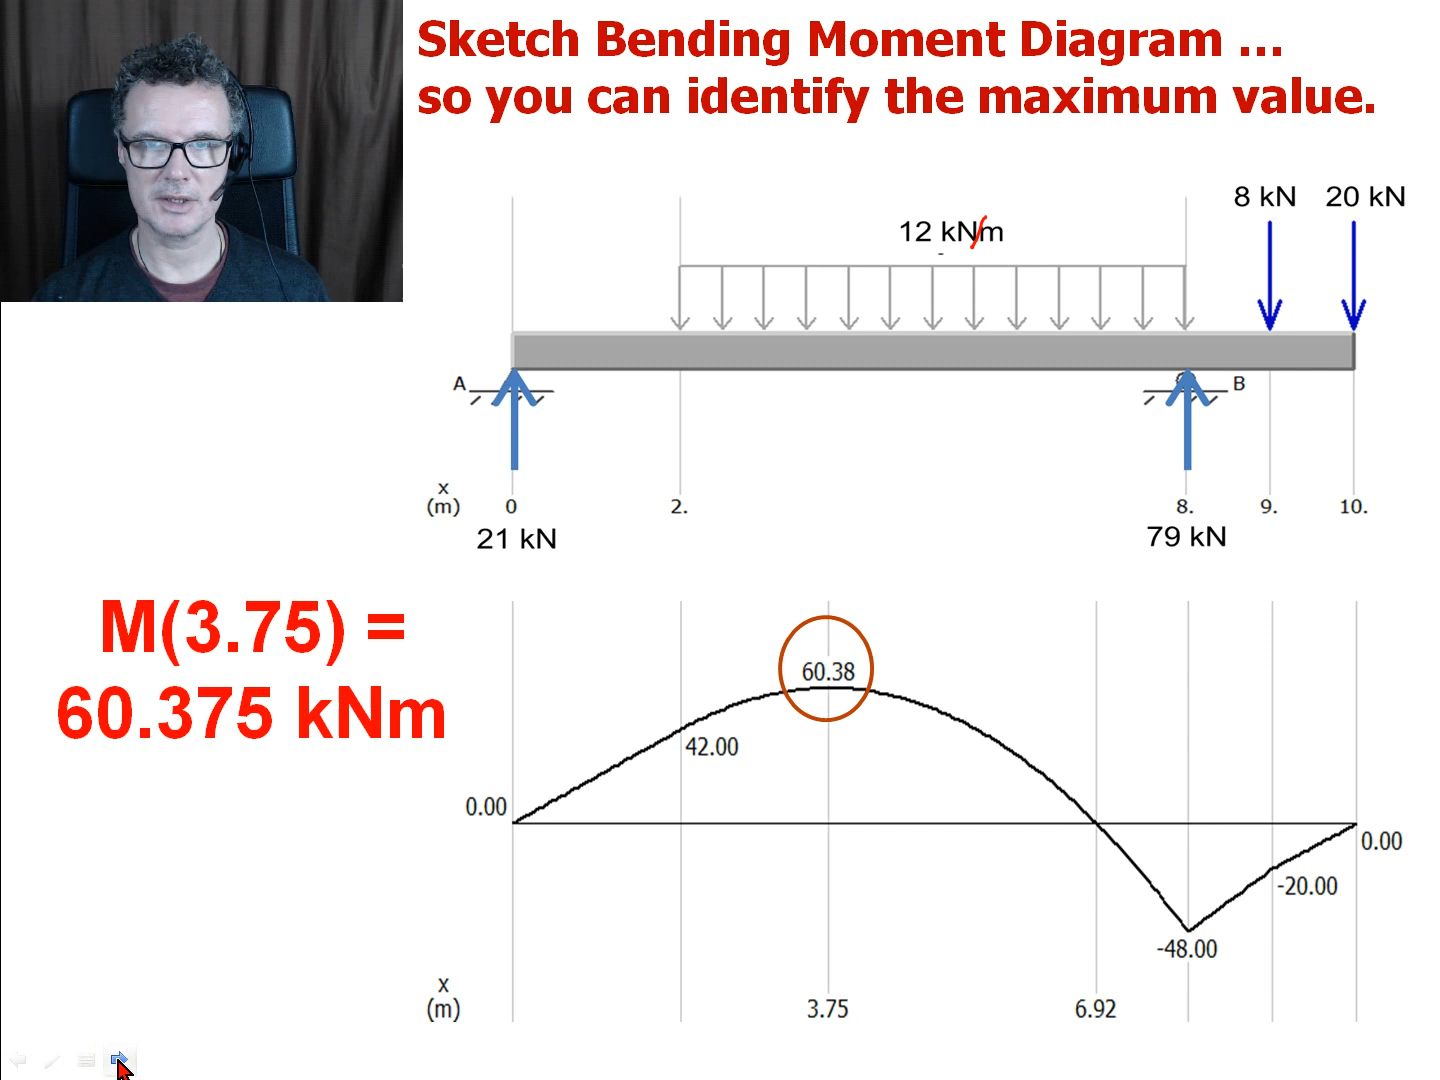 Sketch Bending Moment Diagram ...
so you can identify the maximum value.
8 kN 20 kN
12 kN/m
A B
x
(m) 0 2. 8. 9. 10.
21 kN 79 kN
M(3.75) =
60.375 kNm
60.38
42.00
0.00
0.00
-20.00
-48.00
x
(m) 3.75 6.92